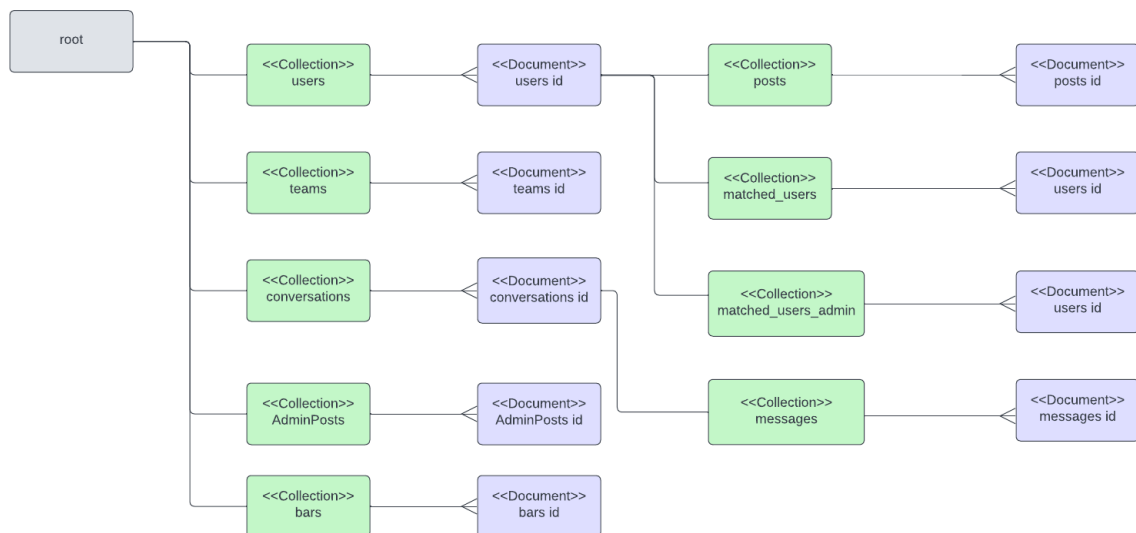 root
<<Collection>>
users
<<Document>>
users id
<<Collection>>
posts
<<Document>>
posts id
<<Collection>>
teams
<<Document>>
teams id
<<Collection>>
matched_users
<<Document>>
users id
<<Collection>>
conversations
<<Document>>
conversations id
<<Collection>>
matched_users_admin
<<Document>>
users id
<<Collection>>
AdminPosts
<<Document>>
AdminPosts id
<<Collection>>
messages
<<Document>>
messages id
<<Collection>>
bars
<<Document>>
bars id